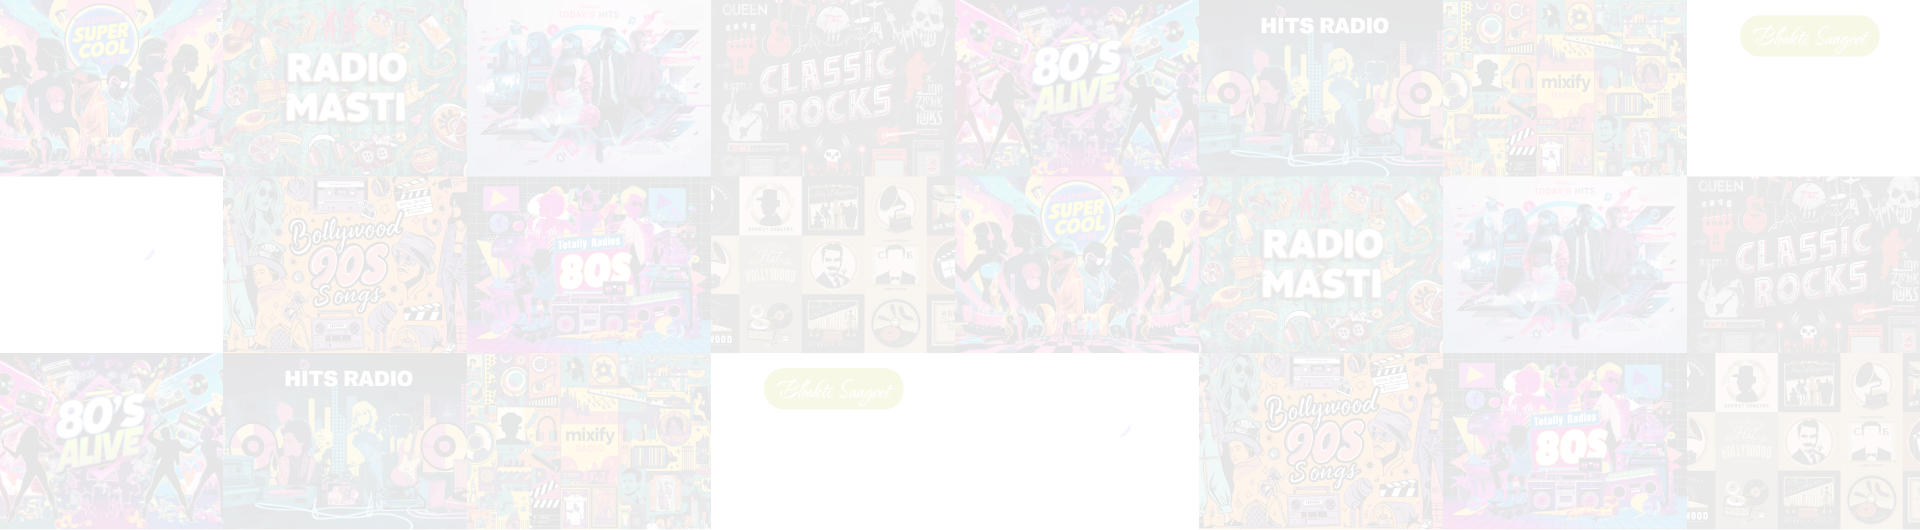 SUPER
COOL
RADIO
MASTI
TODAY'S HITS
QUEEN
CLASSIC
ROCKS
80'S
ALIVE
HITS RADIO
mixify
Bhakti Sangeet
Bollywood
90S
Songs
Totally Radios
80S
SUPER
COOL
RADIO
MASTI
TODAY'S HITS
QUEEN
CLASSIC
ROCKS
80'S
ALIVE
HITS RADIO
mixify
Bhakti Sangeet
Bollywood
90S
Songs
Totally Radios
80S